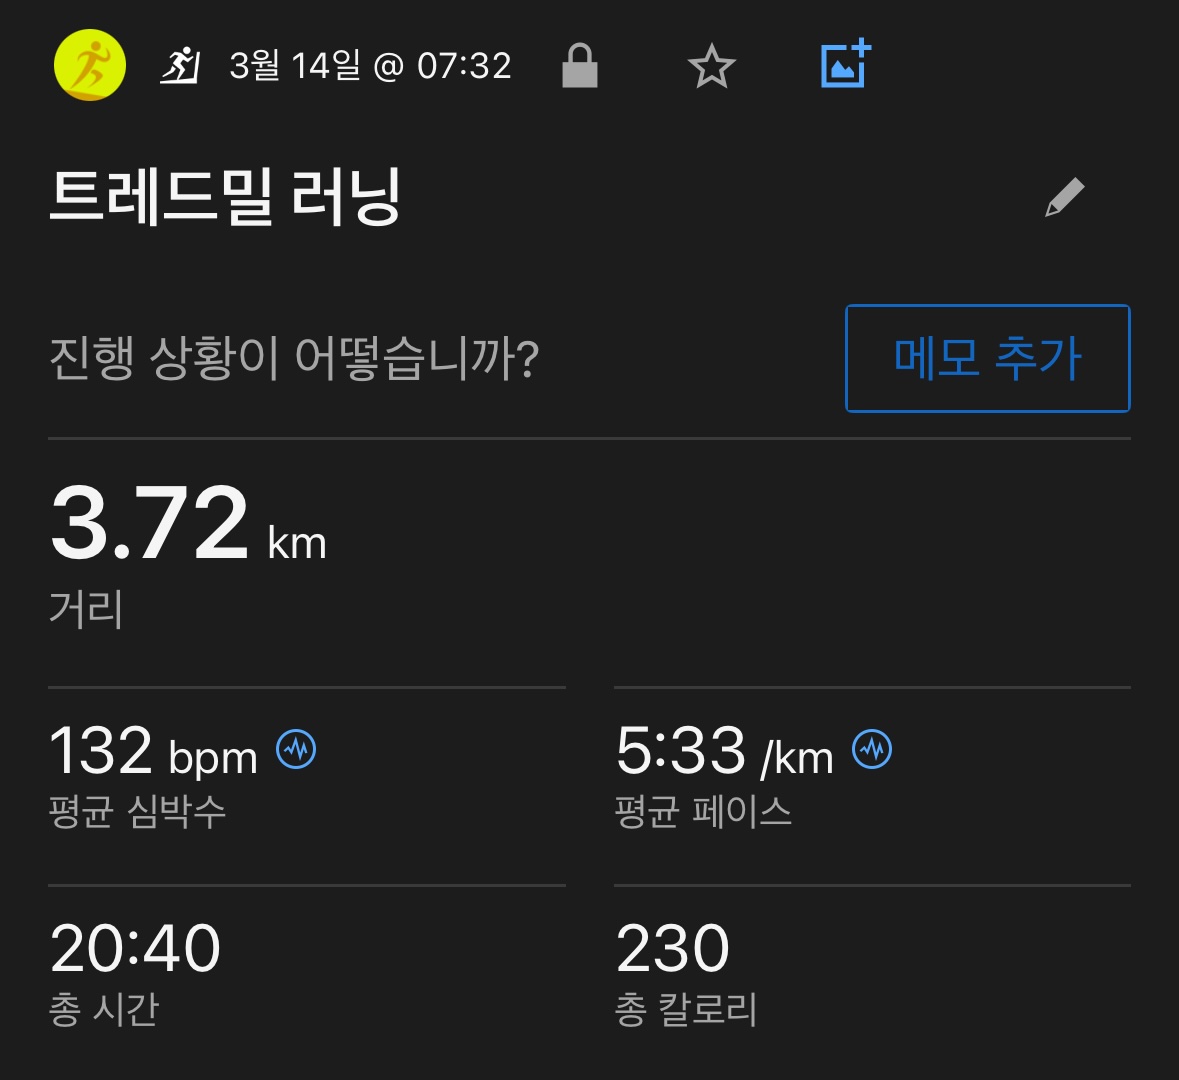 3월 14일 @ 07:32
트레드밀 러닝
진행 상황이 어떻습니까?
메모 추가
3.72 km
거리
132 bpm
평균 심박수
5:33 /km
평균 페이스
20:40
총 시간
230
총 칼로리